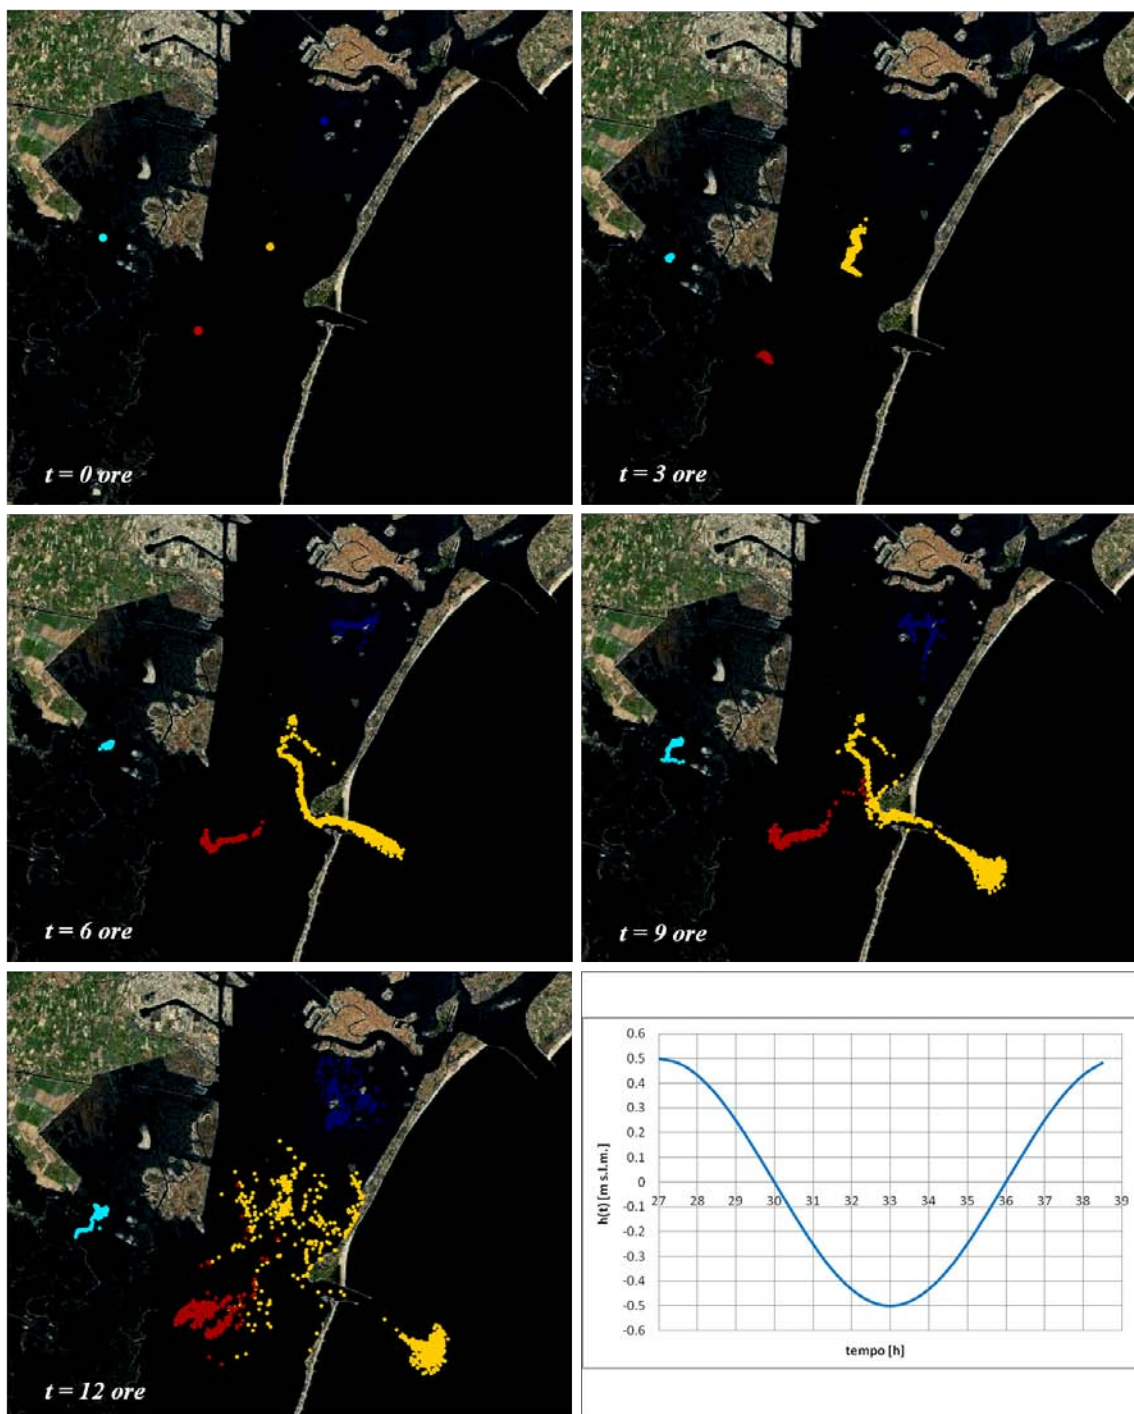 t = 0 ore
t = 3 ore
t = 6 ore
t = 9 ore
t = 12 ore
0.6
0.5
0.4
0.3
0.2
0.1
0
-0.1
-0.2
-0.3
-0.4
-0.5
-0.6
27 28 29 30 31 32 33 34 35 36 37 38 39
h(t) [m s.l.m.]
tempo [h]